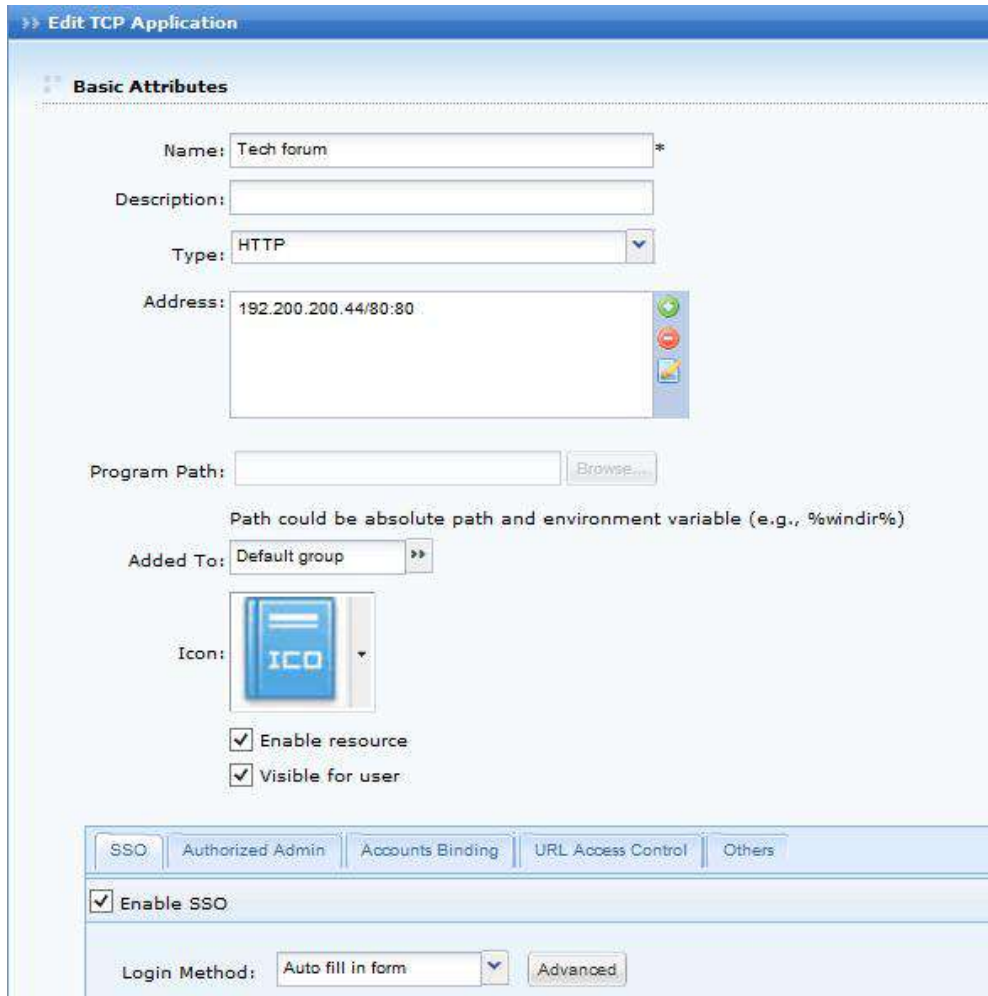 Edit TCP Application
Basic Attributes
Name: Tech forum *
Description:
Type: HTTP
Address: 192.200.200.44/80:80
Program Path: Browse....
Path could be absolute path and environment variable (e.g., %windir%)
Added To: Default group
Icon: ICO
Enable resource
Visible for user
SSO Authorized Admin Accounts Binding URL Access Control Others
Enable SSO
Login Method: Auto fill in form Advanced